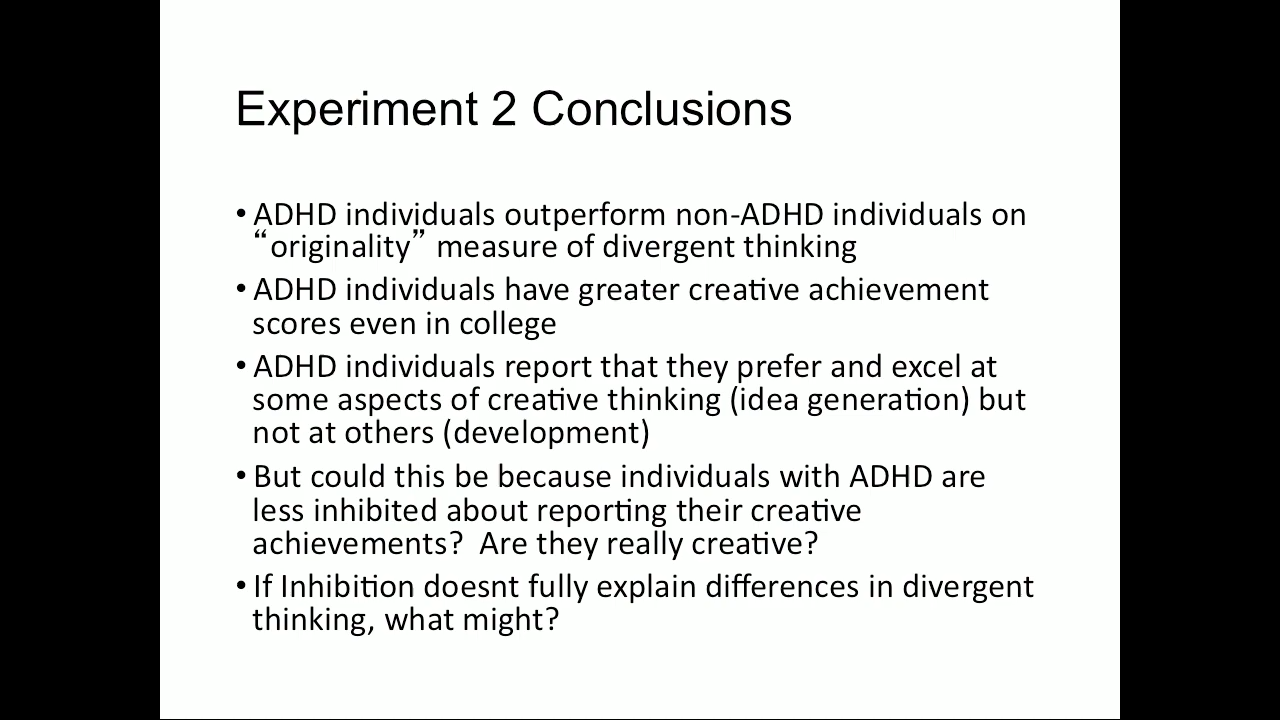 Experiment 2 Conclusions
• ADHD individuals outperform non-ADHD individuals on
“originality” measure of divergent thinking
• ADHD individuals have greater creative achievement
scores even in college
• ADHD individuals report that they prefer and excel at
some aspects of creative thinking (idea generation) but
not at others (development)
• But could this be because individuals with ADHD are
less inhibited about reporting their creative
achievements?  Are they really creative?
• If Inhibition doesnt fully explain differences in divergent
thinking, what might?